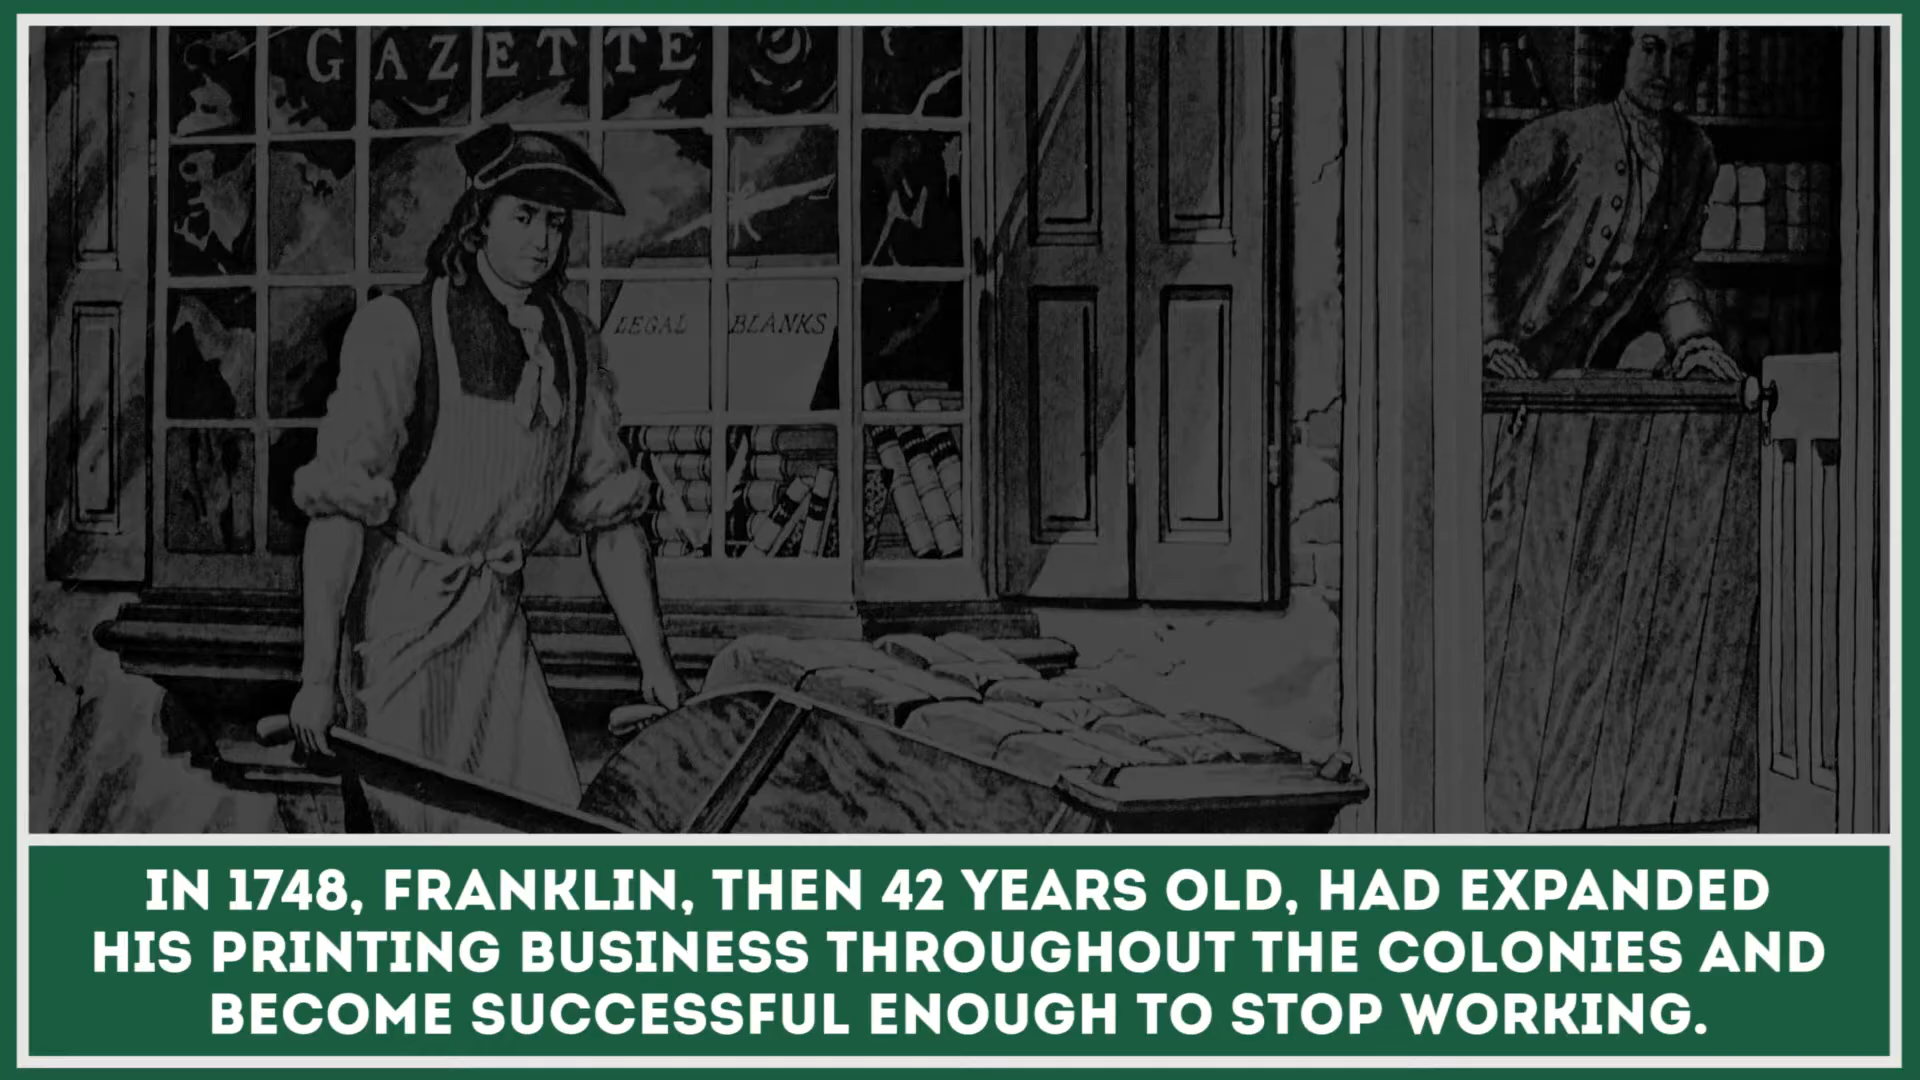 GAZETTE
LEGAL BLANKS
IN 1748, FRANKLIN, THEN 42 YEARS OLD, HAD EXPANDED
HIS PRINTING BUSINESS THROUGHOUT THE COLONIES AND
BECOME SUCCESSFUL ENOUGH TO STOP WORKING.